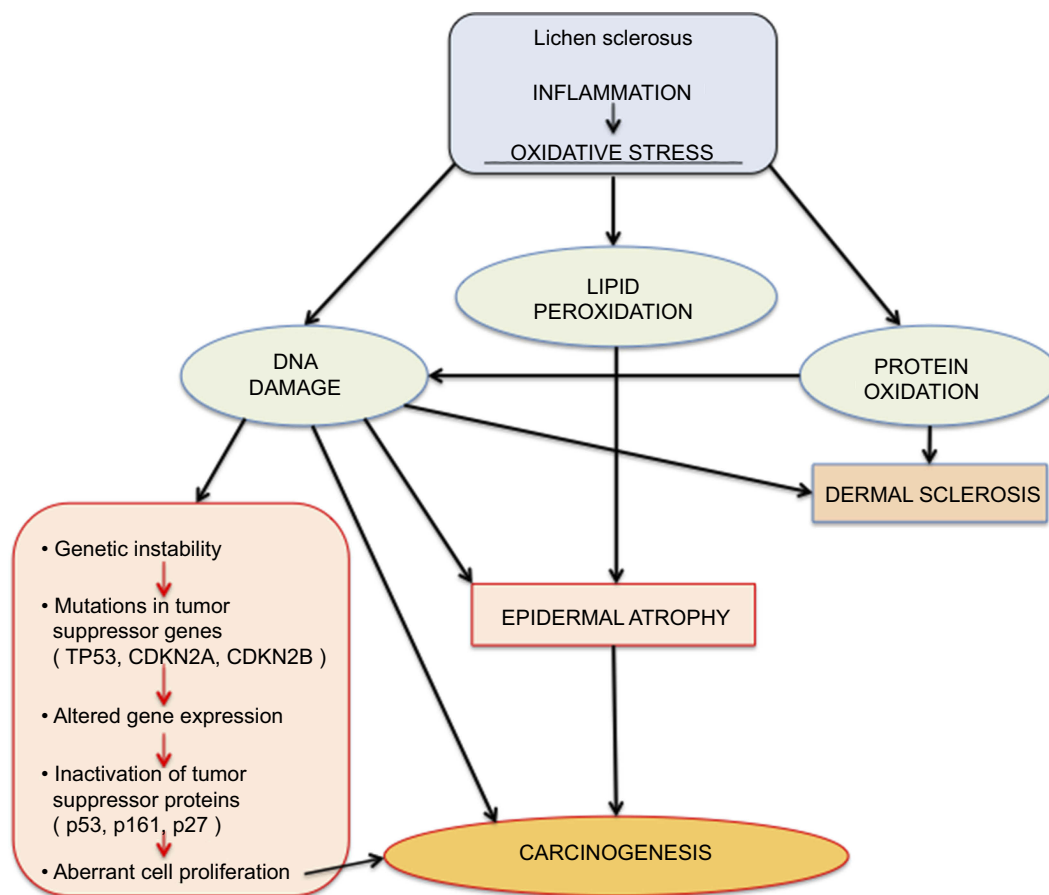 Lichen sclerosus
INFLAMMATION
OXIDATIVE STRESS
LIPID
PEROXIDATION
DNA
DAMAGE
PROTEIN
OXIDATION
DERMAL SCLEROSIS
• Genetic instability
• Mutations in tumor
suppressor genes
( TP53, CDKN2A, CDKN2B )
• Altered gene expression
• Inactivation of tumor
suppressor proteins
( p53, p161, p27 )
• Aberrant cell proliferation
EPIDERMAL ATROPHY
CARCINOGENESIS